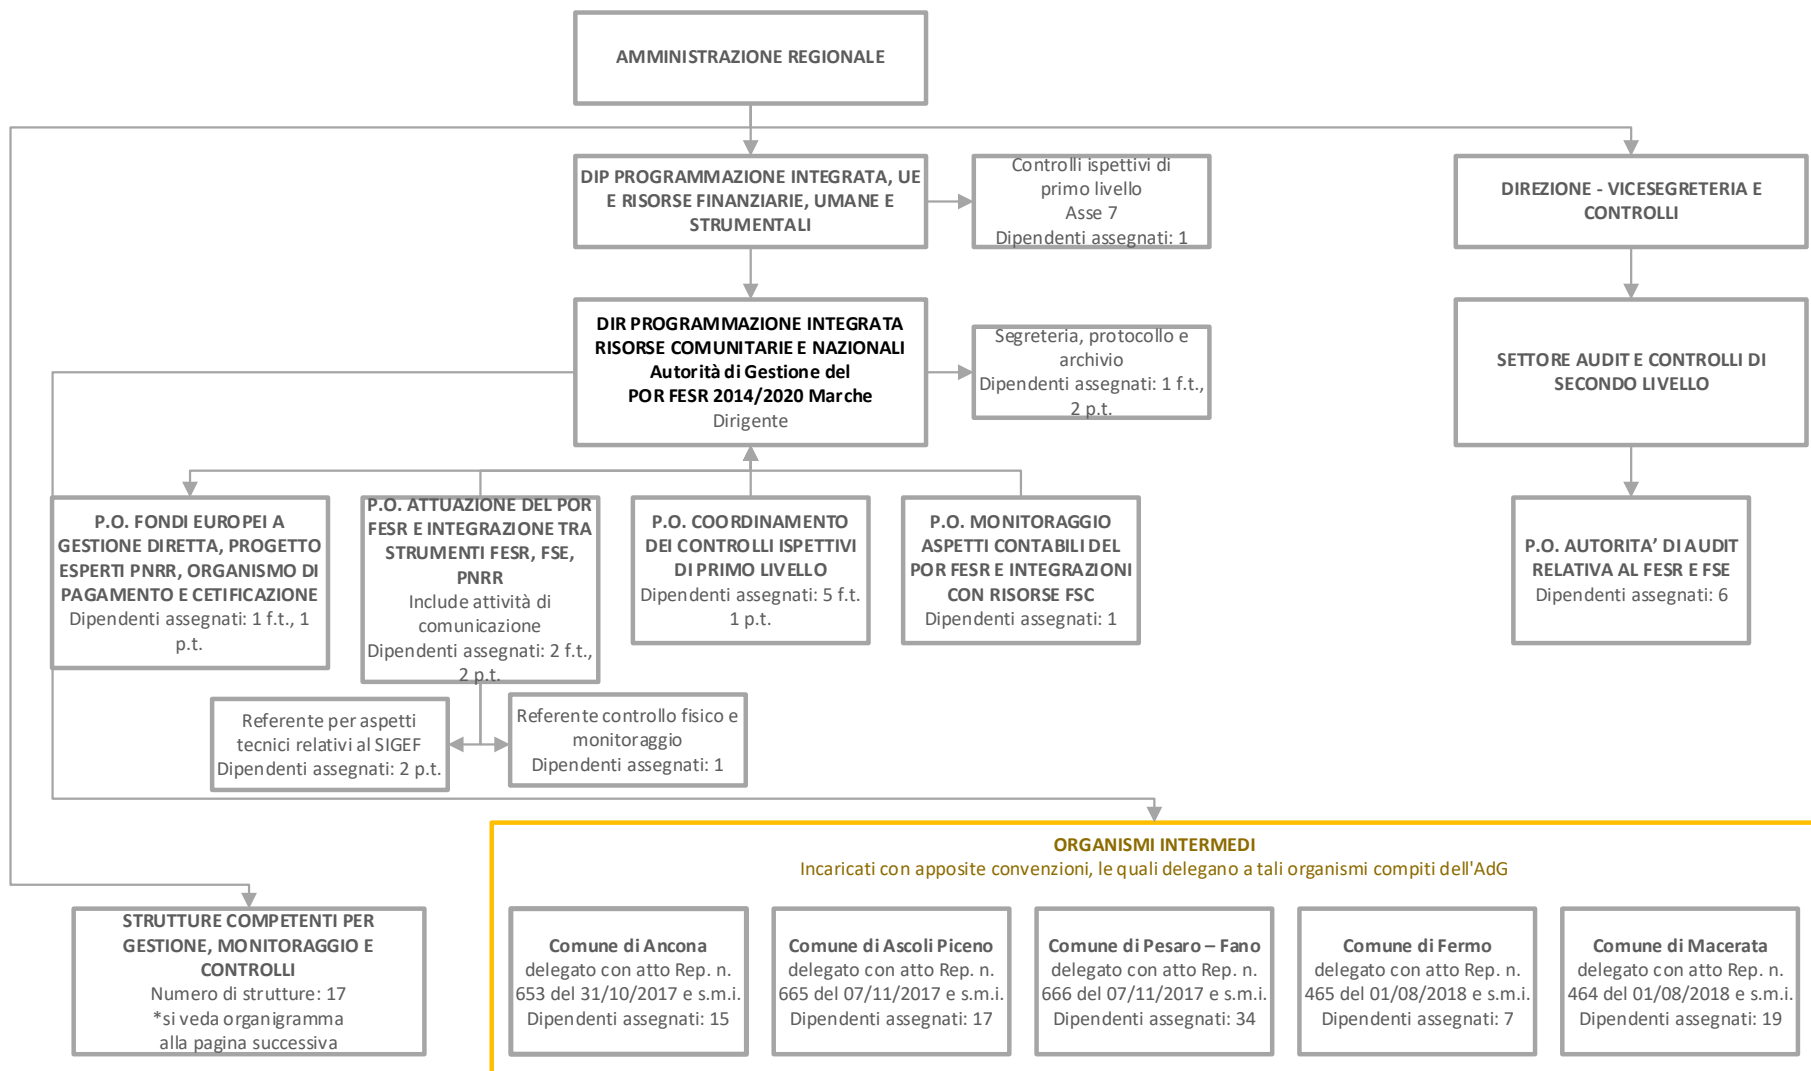 AMMINISTRAZIONE REGIONALE
DIP PROGRAMMAZIONE INTEGRATA, UE
E RISORSE FINANZIARIE, UMANE E
STRUMENTALI
Controlli ispettivi di
primo livello
Asse 7
Dipendenti assegnati: 1
DIREZIONE - VICESEGRETERIA E
CONTROLLI
DIR PROGRAMMAZIONE INTEGRATA
RISORSE COMUNITARIE E NAZIONALI
Autorità di Gestione del
POR FESR 2014/2020 Marche
Dirigente
Segreteria, protocollo e
archivio
Dipendenti assegnati: 1 f.t.,
2 p.t.
SETTORE AUDIT E CONTROLLI DI
SECONDO LIVELLO
P.O. FONDI EUROPEI A
GESTIONE DIRETTA, PROGETTO
ESPERTI PNRR, ORGANISMO DI
PAGAMENTO E CETIFICAZIONE
Dipendenti assegnati: 1 f.t., 1
p.t.
P.O. ATTUAZIONE DEL POR
FESR E INTEGRAZIONE TRA
STRUMENTI FESR, FSE,
PNRR
Include attività di
comunicazione
Dipendenti assegnati: 2 f.t.,
2 p.t.
P.O. COORDINAMENTO
DEI CONTROLLI ISPETTIVI
DI PRIMO LIVELLO
Dipendenti assegnati: 5 f.t.
1 p.t.
P.O. MONITORAGGIO
ASPETTI CONTABILI DEL
POR FESR E INTEGRAZIONI
CON RISORSE FSC
Dipendenti assegnati: 1
P.O. AUTORITA’ DI AUDIT
RELATIVA AL FESR E FSE
Dipendenti assegnati: 6
Referente per aspetti
tecnici relativi al SIGEF
Dipendenti assegnati: 2 p.t.
Referente controllo fisico e
monitoraggio
Dipendenti assegnati: 1
ORGANISMI INTERMEDI
Incaricati con apposite convenzioni, le quali delegano a tali organismi compiti dell'AdG
STRUTTURE COMPETENTI PER
GESTIONE, MONITORAGGIO E
CONTROLLI
Numero di strutture: 17
*si veda organigramma
alla pagina successiva
Comune di Ancona
delegato con atto Rep. n.
653 del 31/10/2017 e s.m.i.
Dipendenti assegnati: 15
Comune di Ascoli Piceno
delegato con atto Rep. n.
665 del 07/11/2017 e s.m.i.
Dipendenti assegnati: 17
Comune di Pesaro – Fano
delegato con atto Rep. n.
666 del 07/11/2017 e s.m.i.
Dipendenti assegnati: 34
Comune di Fermo
delegato con atto Rep. n.
465 del 01/08/2018 e s.m.i.
Dipendenti assegnati: 7
Comune di Macerata
delegato con atto Rep. n.
464 del 01/08/2018 e s.m.i.
Dipendenti assegnati: 19